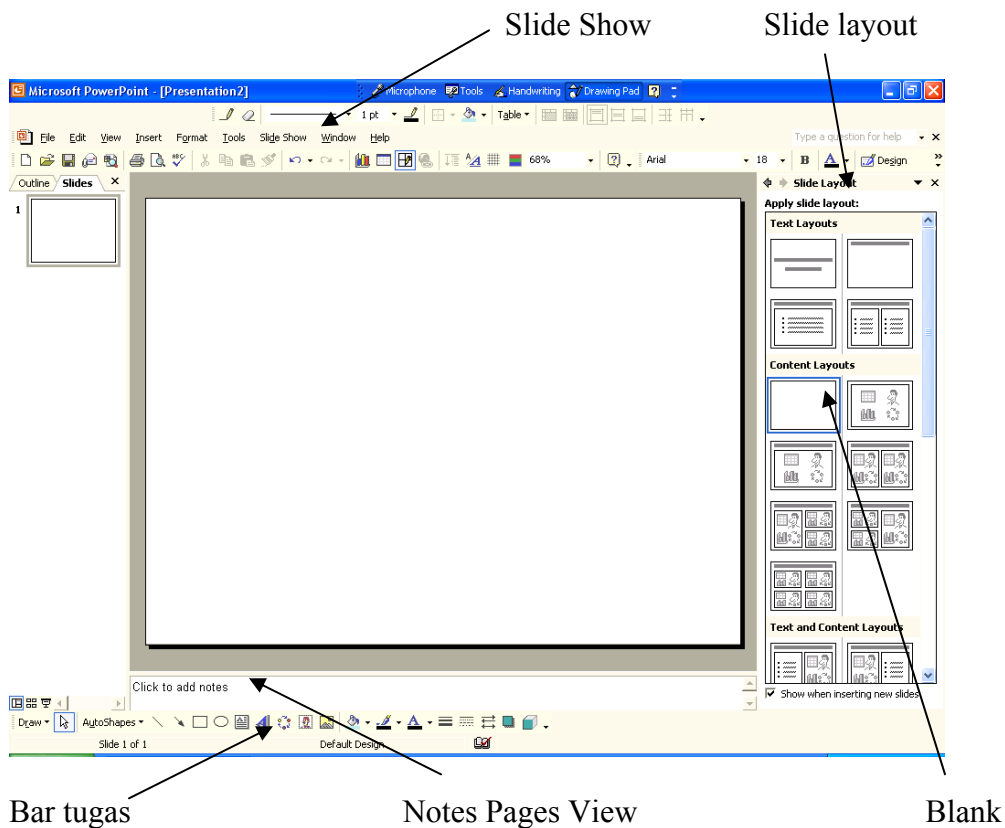 Slide Show Slide layout
Microsoft PowerPoint - [Presentation2] Microphone Tools Handwriting Drawing Pad
1 pt Table
File Edit View Insert Format Tools Slide Show Window Help Type a question for help
68% Arial 18 B A Design
Outline Slides Slide Layout
1
Apply slide layout:
Text Layouts
Content Layouts
Text and Content Layouts
Click to add notes
Show when inserting new slides
Draw AutoShapes
Slide 1 of 1 Default Design
Bar tugas Notes Pages View Blank